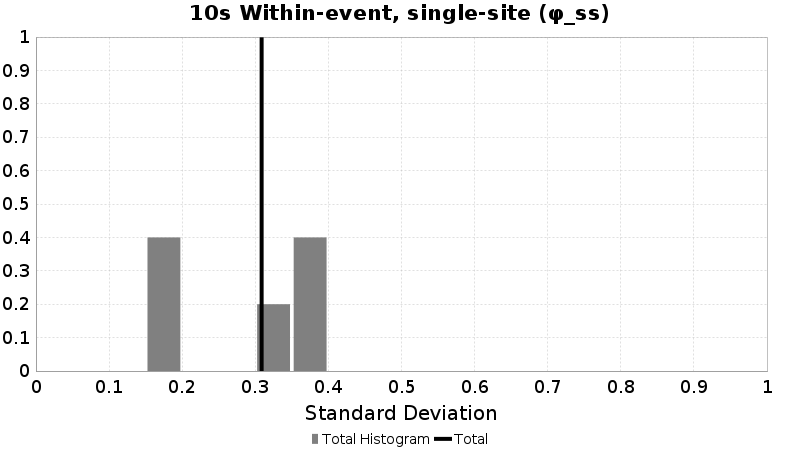 10s Within-event, single-site (φ_ss)
1
0.9
0.8
0.7
0.6
0.5
0.4
0.3
0.2
0.1
0
0 0.1 0.2 0.3 0.4 0.5 0.6 0.7 0.8 0.9 1
Standard Deviation
Total Histogram Total